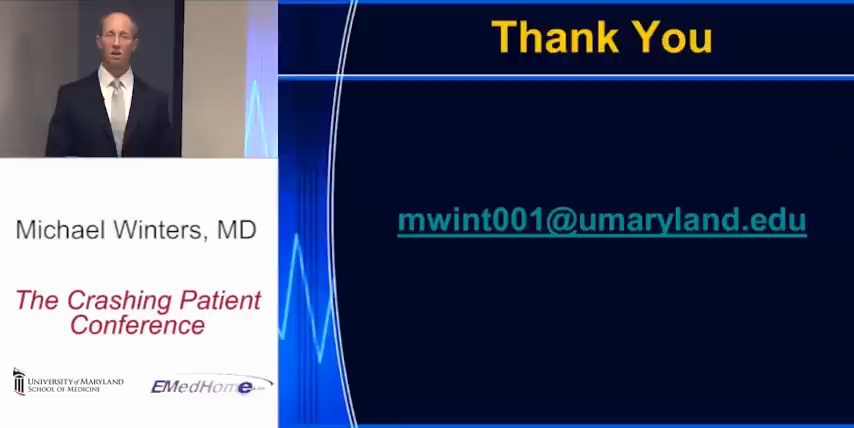 Thank You
mwint001@umaryland.edu
Michael Winters, MD
The Crashing Patient
Conference
UNIVERSITY of MARYLAND
SCHOOL OF MEDICINE
EMedHome